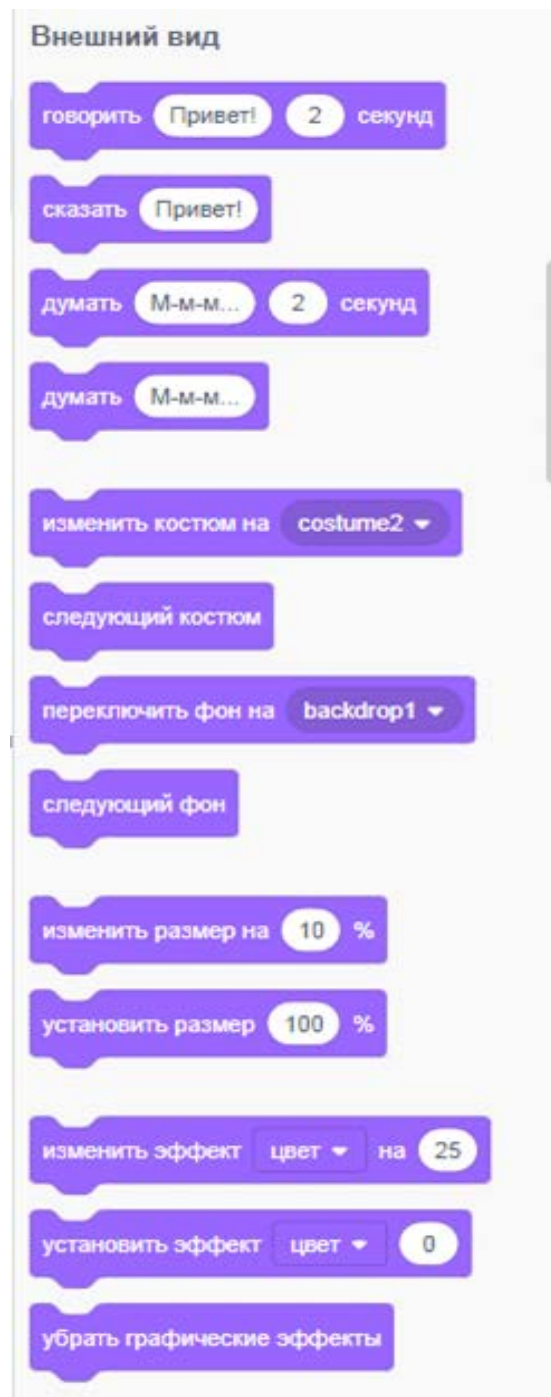 Внешний вид
говорить Привет! 2 секунд
сказать Привет!
думать М-м-м... 2 секунд
думать М-м-м...
изменить костюм на costume2
следующий костюм
переключить фон на backdrop1
следующий фон
изменить размер на 10 %
установить размер 100 %
изменить эффект цвет на 25
установить эффект цвет 0
убрать графические эффекты